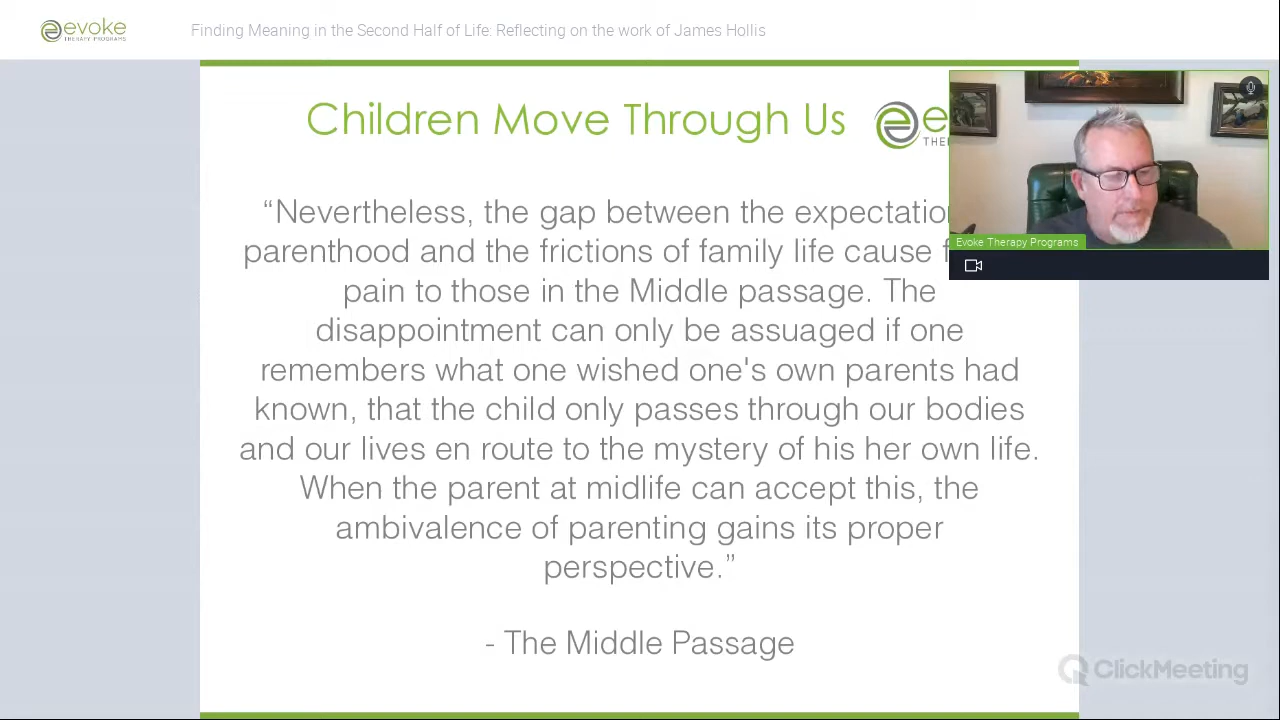 evoke
THERAPY PROGRAMS
Finding Meaning in the Second Half of Life: Reflecting on the work of James Hollis
Children Move Through Us
e
THE
“Nevertheless, the gap between the
parenthood and the frictions of family life cause
pain to those in the Middle passage. The
disappointment can only be assuaged if one
remembers what one wished one's own parents had
known, that the child only passes through our bodies
and our lives en route to the mystery of his her own life.
When the parent at midlife can accept this, the
ambivalence of parenting gains its proper
perspective.”
- The Middle Passage
Evoke Therapy Programs
ClickMeeting